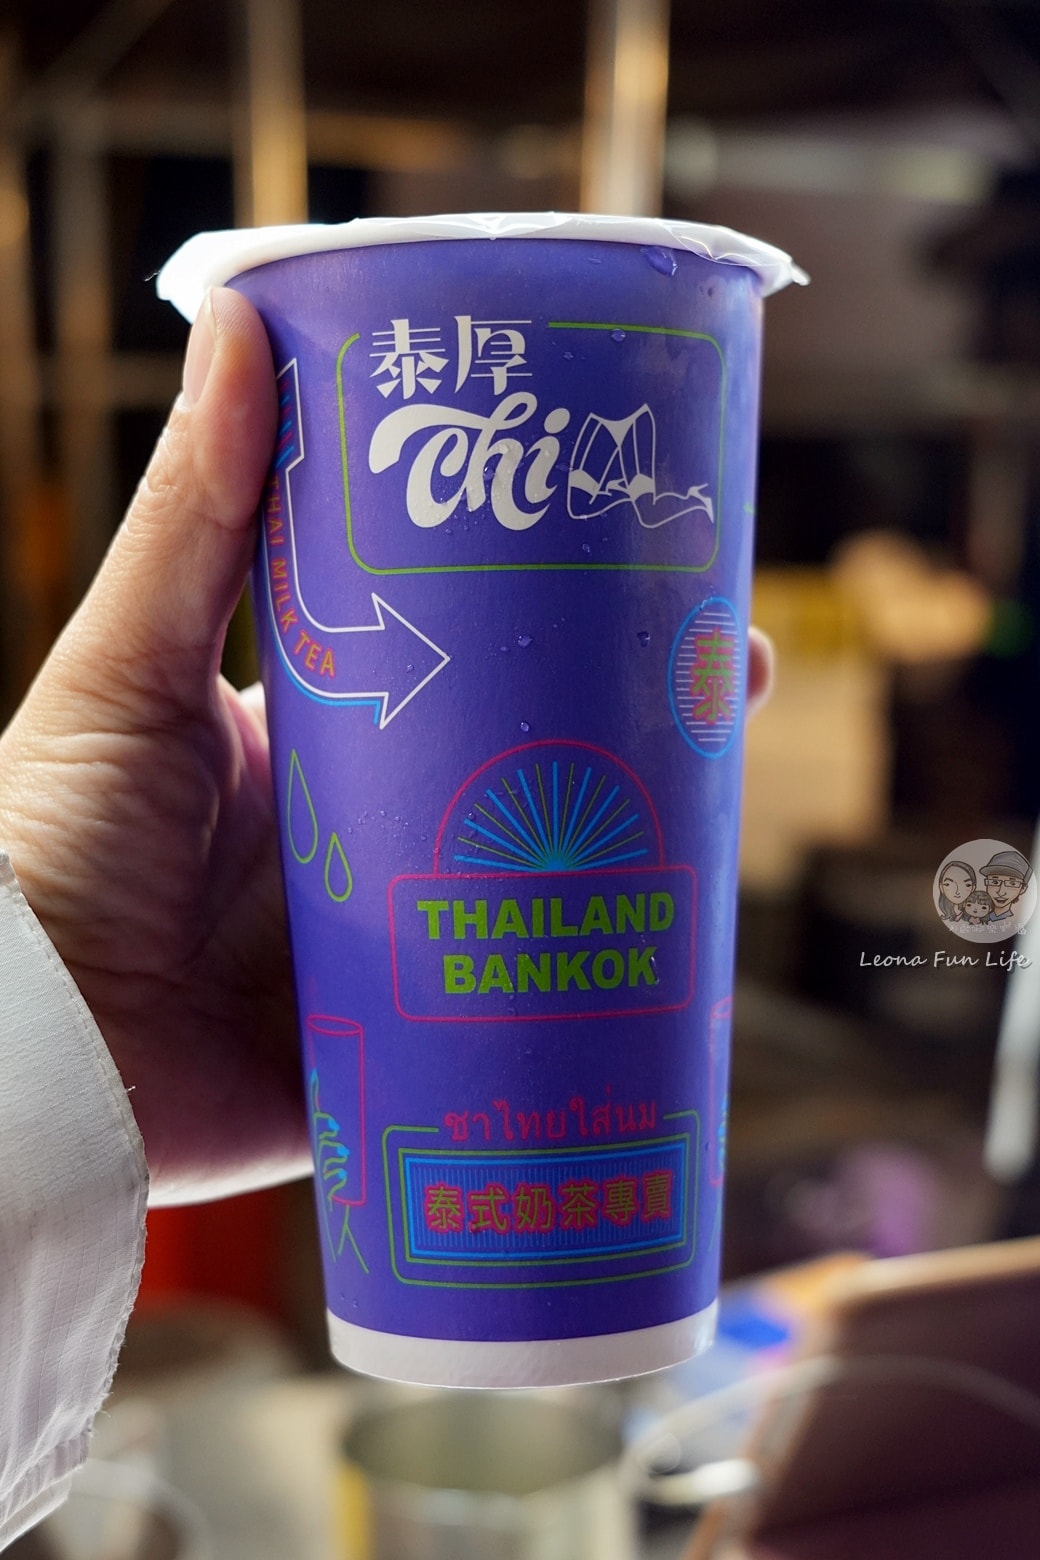 泰厚
Chill
THAI MILK TEA
泰
THAILAND
BANKOK
ชาไทยใส่นม
泰式奶茶專賣
Leona Fun Life